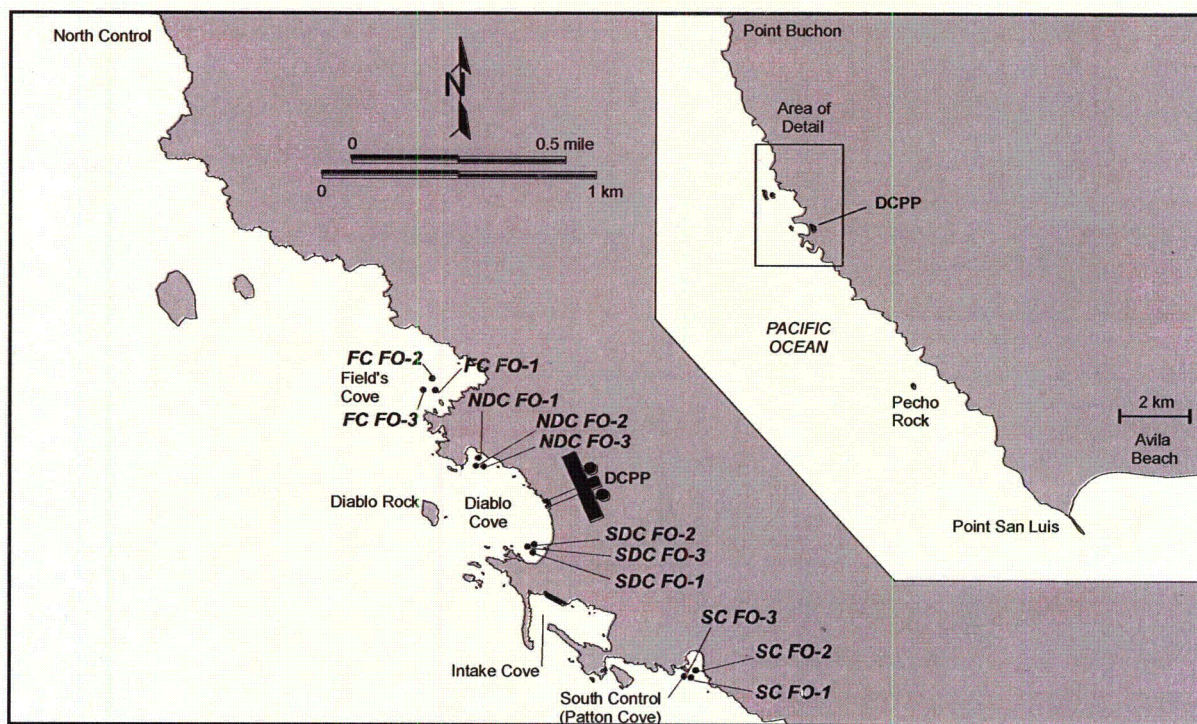 North Control
N
0 0.5 mile
0 1 km
FC FO-2
FC FO-1
Field's
Cove
FC FO-3
NDC FO-1
NDC FO-2
NDC FO-3
DCPP
Diablo Rock
Diablo
Cove
SDC FO-2
SDC FO-3
SDC FO-1
Intake Cove
SC FO-3
SC FO-2
SC FO-1
South Control
(Patton Cove)
Point Buchon
Area of
Detail
DCPP
PACIFIC
OCEAN
Pecho
Rock
2 km
Avila
Beach
Point San Luis